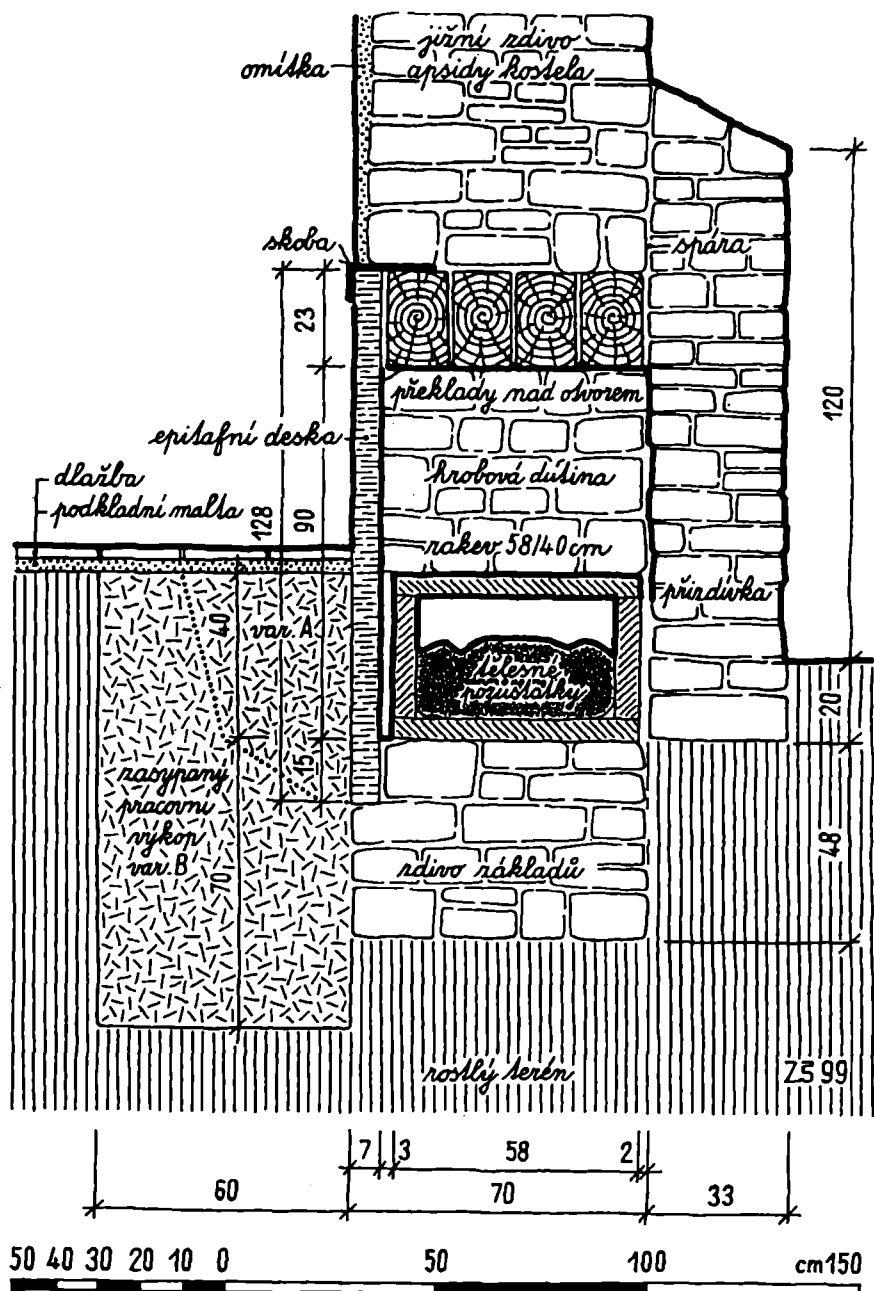 jižní zdivo
apsidy kostela
omítka
skoba
spára
23
překlady nad otvorem
120
epitafní deska
dlažba
podkladní malta
128
90
hrobová dutina
rakev 58/40 cm
přizdívka
40
var. A
tělesné
pozůstatky
20
15
zasypaný
pracovní
výkop
var. B
70
zdivo základů
48
rostlý terén
ZŠ 99
7 3 58 2
60 70 33
50 40 30 20 10 0 50 100 cm 150